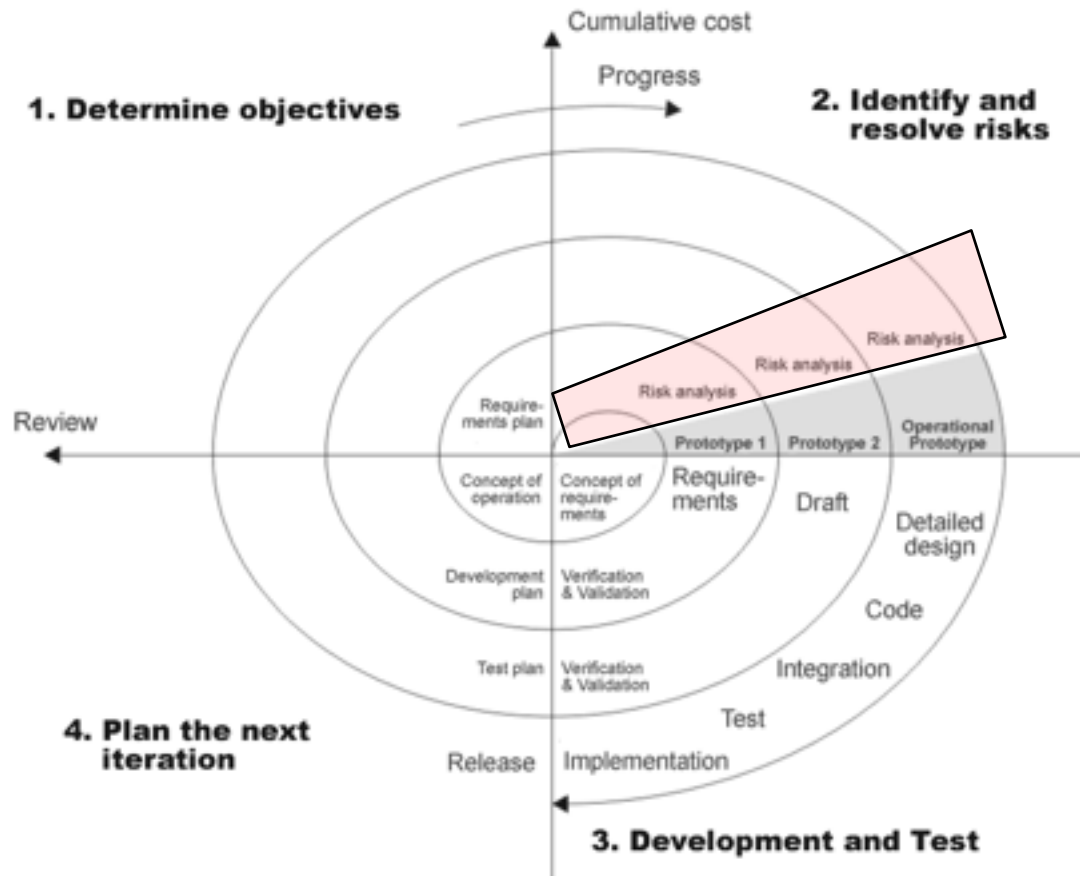 Cumulative cost
Progress
1. Determine objectives
2. Identify and
resolve risks
Risk analysis
Risk analysis
Risk analysis
Require-
ments plan
Review
Prototype 1
Prototype 2
Operational
Prototype
Concept of
operation
Concept of
require-
ments
Require-
ments
Draft
Detailed
design
Development
plan
Verification
& Validation
Code
Test plan
Verification
& Validation
Integration
Test
4. Plan the next
iteration
Release
Implementation
3. Development and Test